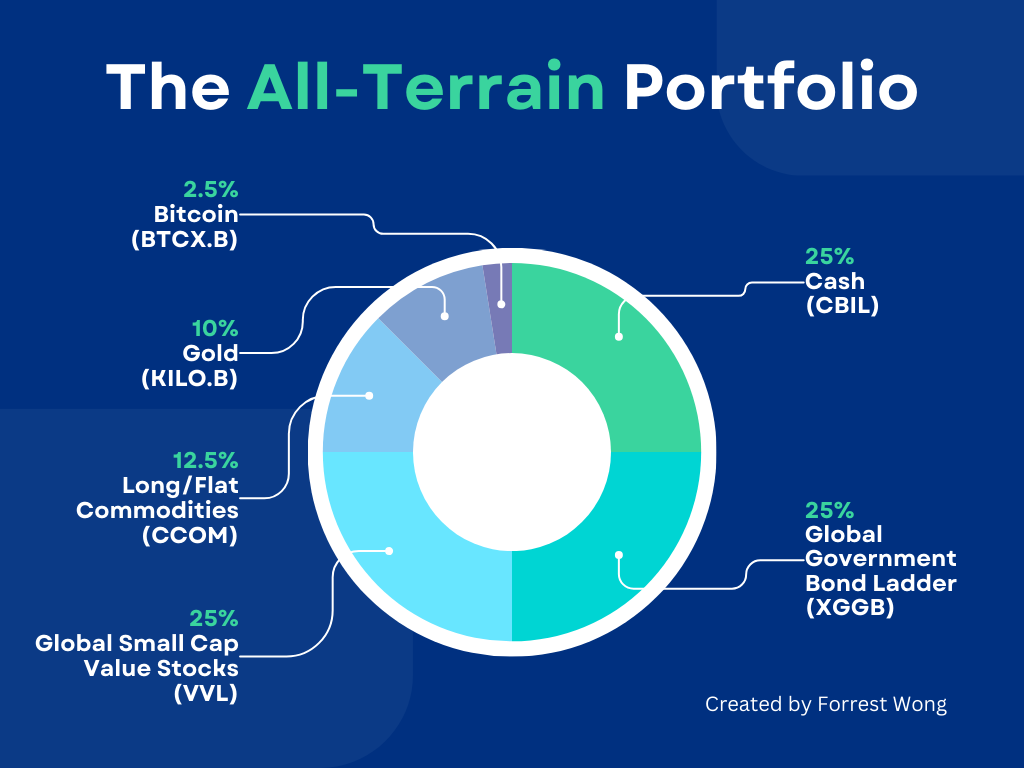 The All-Terrain Portfolio
2.5%
Bitcoin
(BTCX.B)
10%
Gold
(KILO.B)
12.5%
Long/Flat
Commodities
(CCOM)
25%
Global Small Cap
Value Stocks
(VVL)
25%
Cash
(CBIL)
25%
Global
Government
Bond Ladder
(XGGB)
Created by Forrest Wong